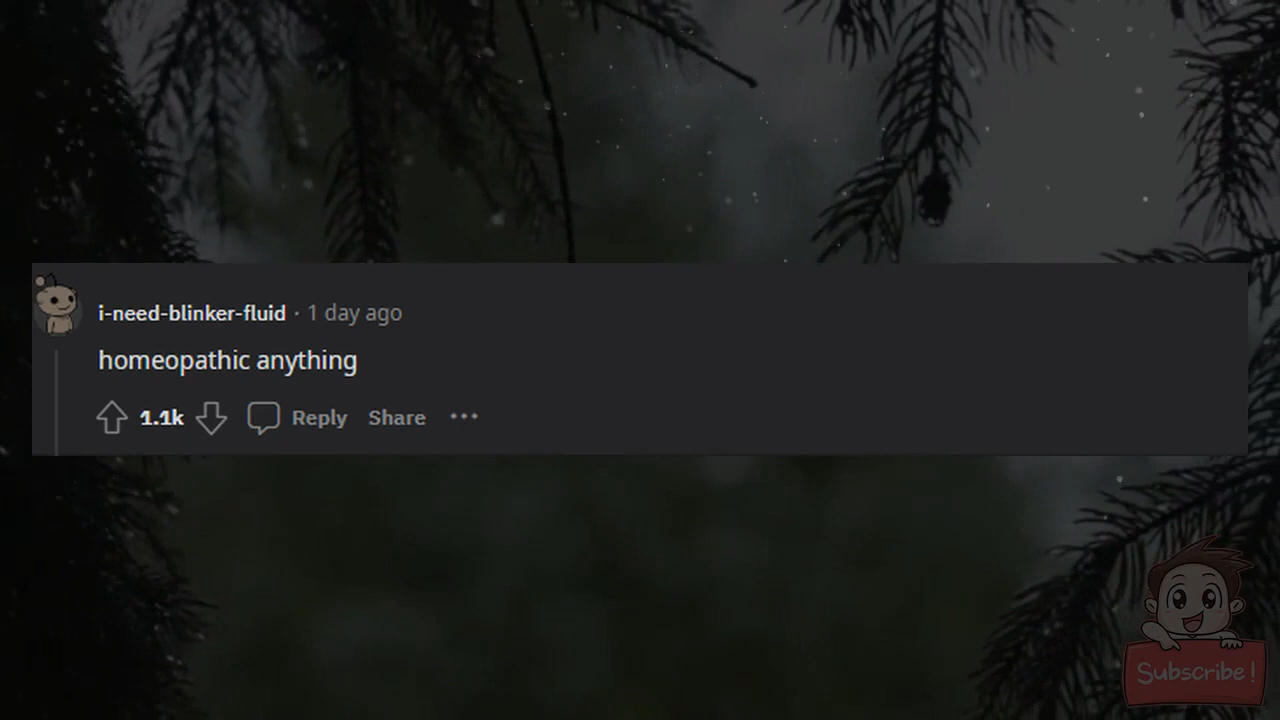 i-need-blinker-fluid · 1 day ago
homeopathic anything
1.1k Reply Share ···
Subscribe!